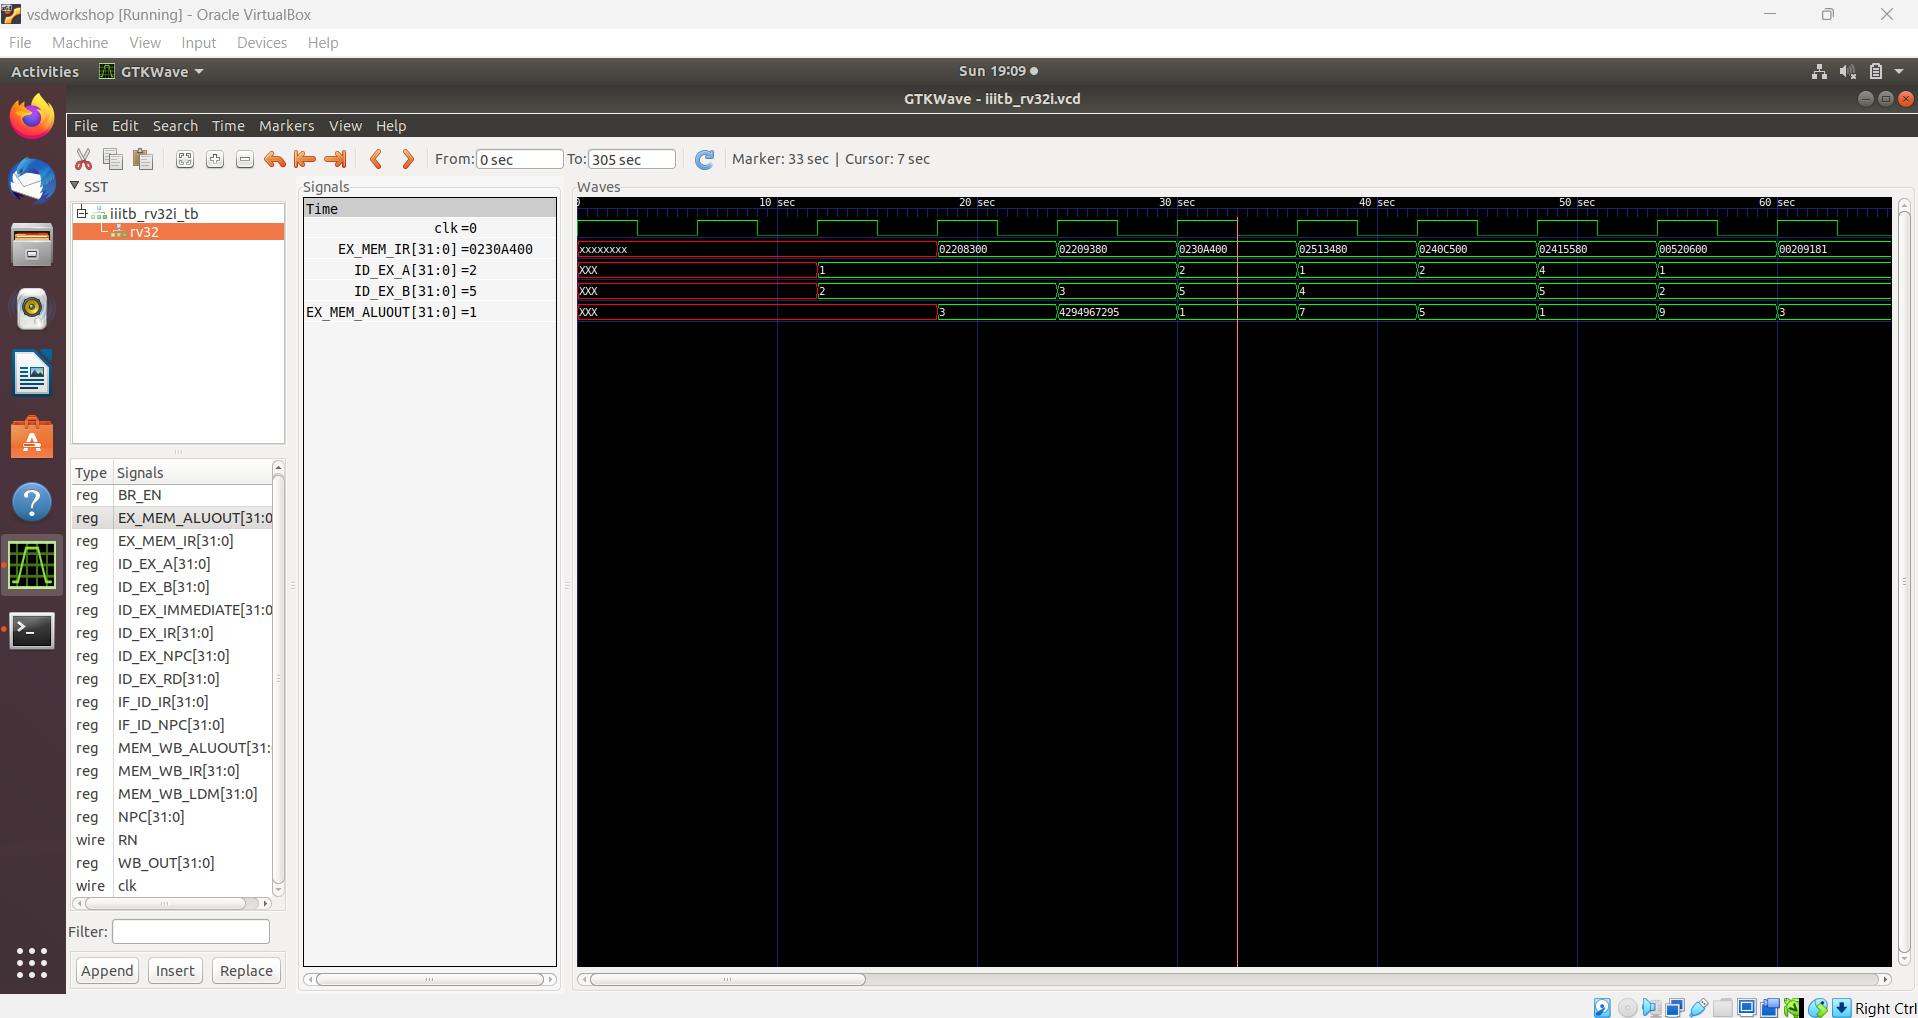 vsdworkshop [Running] - Oracle VirtualBox
File Machine View Input Devices Help
Activities GTKWave Sun 19:09
GTKWave - iiitb_rv32i.vcd
File Edit Search Time Markers View Help
From: 0 sec To: 305 sec Marker: 33 sec | Cursor: 7 sec
SST
iiitb_rv32i_tb
rv32
Type Signals
reg BR_EN
reg EX_MEM_ALUOUT[31:0
reg EX_MEM_IR[31:0]
reg ID_EX_A[31:0]
reg ID_EX_B[31:0]
reg ID_EX_IMMEDIATE[31:0
reg ID_EX_IR[31:0]
reg ID_EX_NPC[31:0]
reg ID_EX_RD[31:0]
reg IF_ID_IR[31:0]
reg IF_ID_NPC[31:0]
reg MEM_WB_ALUOUT[31:
reg MEM_WB_IR[31:0]
reg MEM_WB_LDM[31:0]
reg NPC[31:0]
wire RN
reg WB_OUT[31:0]
wire clk
Filter:
Append Insert Replace
Signals
Time
clk=0
EX_MEM_IR[31:0]=0230A400
ID_EX_A[31:0]=2
ID_EX_B[31:0]=5
EX_MEM_ALUOUT[31:0]=1
Waves
0 10 sec 20 sec 30 sec 40 sec 50 sec 60 sec
xxxxxxxx 02208300 02209380 0230A400 02513480 0240C500 02415580 00520600 00209181
XXX 1 2 1 2 4 1
XXX 2 3 5 4 5 2
XXX 3 4294967295 1 7 5 1 9 3
Right Ctrl